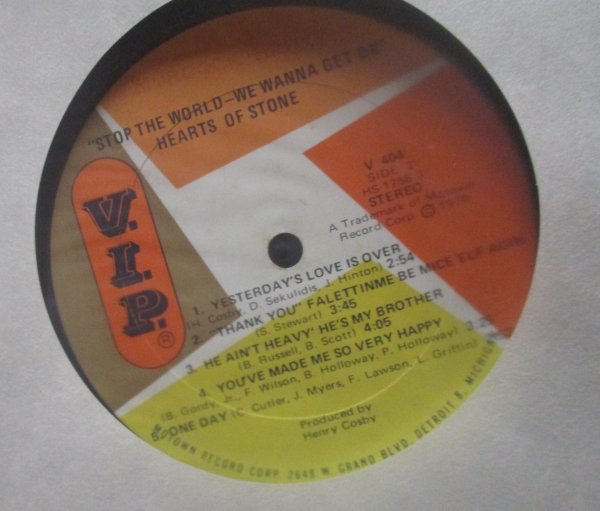 "STOP THE WORLD—WE WANNA GET ON"
HEARTS OF STONE
V.I.P.®
V 404
SIDE 2
STEREO
A Trademark of Motown
Record Corp. ©
1. YESTERDAY'S LOVE IS OVER
(H. Cosby, D. Sekulidis, J. Hinton) 2:54
2. "THANK YOU" FALETTINME BE MICE ELF AGIN
(S. Stewart) 3:45
3. HE AIN'T HEAVY' HE'S MY BROTHER
(B. Russell, B. Scott) 4:05
4. YOU'VE MADE ME SO VERY HAPPY
(B. Gordy, Jr., F. Wilson, B. Holloway, P. Holloway)
5. ONE DAY (C. Cutler, J. Myers, F. Lawson, L. Griffin)
Produced by
Henry Cosby
MOTOWN RECORD CORP. 2648 W. GRAND BLVD. DETROIT 8, MICHIGAN